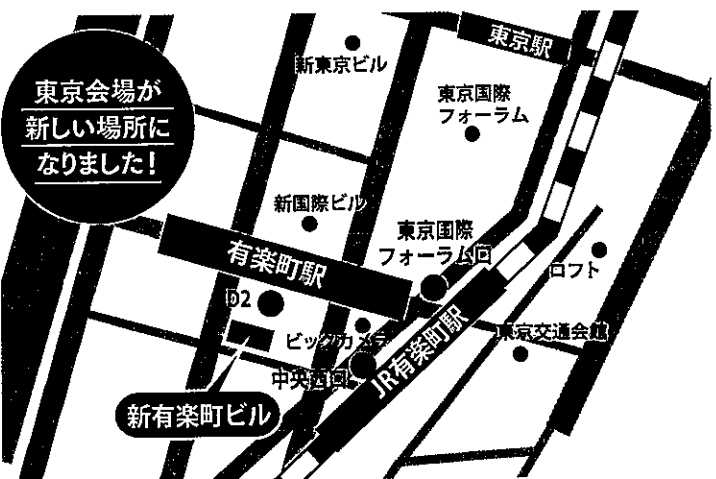 東京会場が
新しい場所に
なりました!
東京駅
新東京ビル
東京国際
フォーラム
新国際ビル
東京国際
フォーラム口
有楽町駅
ロフト
D2
ビックカメラ
東京交通会館
JR有楽町駅
中央西口
新有楽町ビル